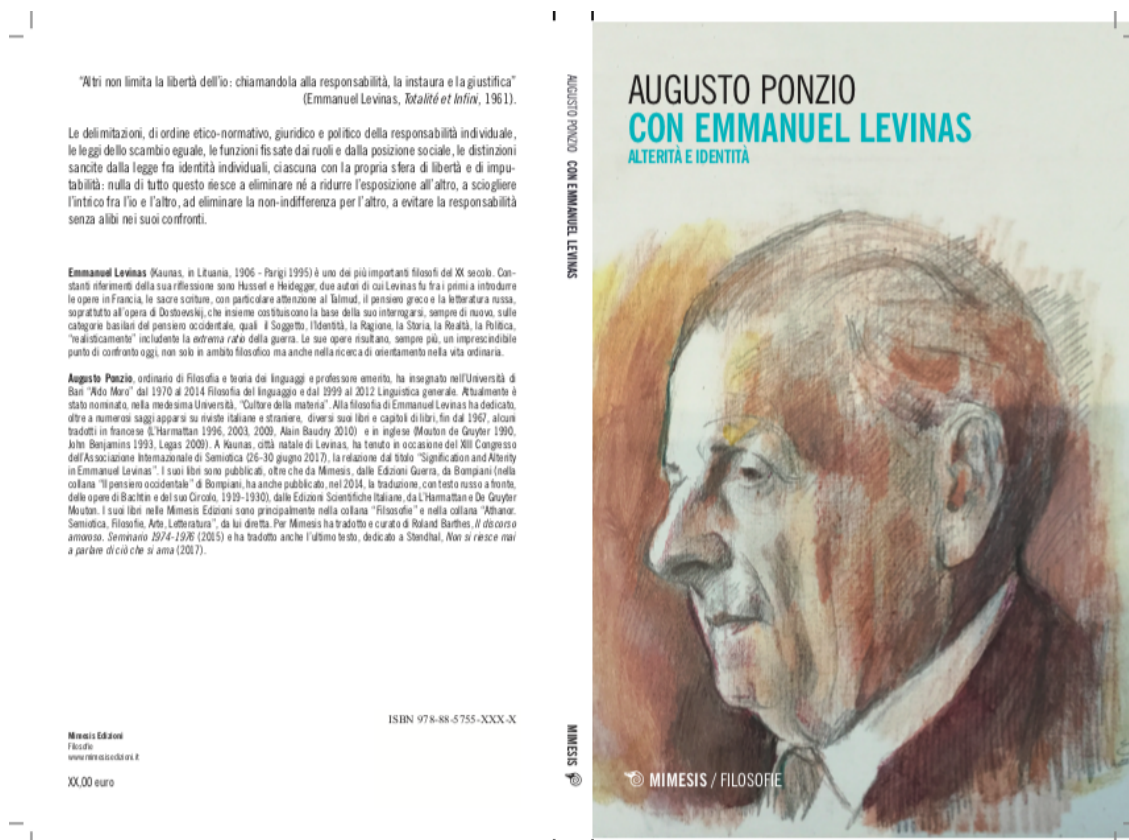 “Altri non limita la libertà dell’io: chiamandola alla responsabilità, la instaura e la giustifica”
(Emmanuel Levinas, Totalité et Infini, 1961).
Le delimitazioni, di ordine etico-normativo, giuridico e politico della responsabilità individuale,
le leggi dello scambio eguale, le funzioni fissate dai ruoli e dalla posizione sociale, le distinzioni
sancite dalla legge fra identità individuali, ciascuna con la propria sfera di libertà e di impu-
tabilità: nulla di tutto questo riesce a eliminare né a ridurre l’esposizione all’altro, a sciogliere
l’intrico fra l’io e l’altro, ad eliminare la non-indifferenza per l’altro, a evitare la responsabilità
senza alibi nei suoi confronti.
Emmanuel Levinas (Kaunas, in Lituania, 1906 - Parigi 1995) è uno dei più importanti filosofi del XX secolo. Con-
stanti riferimenti della sua riflessione sono Husserl e Heidegger, due autori di cui Levinas fu fra i primi a introdurre
le opere in Francia, le sacre scriture, con particolare attenzione al Talmud, il pensiero greco e la letteratura russa,
soprattutto all’opera di Dostoevskij, che insieme costituiscono la base della suo interrogarsi, sempre di nuovo, sulle
categorie basilari del pensiero occidentale, quali il Soggetto, l’Identità, la Ragione, la Storia, la Realtà, la Politica,
“realisticamente” includente la extrema ratio della guerra. Le sue opere risultano, sempre più, un imprescindibile
punto di confronto oggi, non solo in ambito filosofico ma anche nella ricerca di orientamento nella vita ordinaria.
Augusto Ponzio, ordinario di Filosofia e teoria dei linguaggi e professore emerito, ha insegnato nell’Università di
Bari “Aldo Moro” dal 1970 al 2014 Filosofia del linguaggio e dal 1999 al 2012 Linguistica generale. Attualmente è
stato nominato, nella medesima Università, “Cultore della materia”. Alla filosofia di Emmanuel Levinas ha dedicato,
oltre a numerosi saggi apparsi su riviste italiane e straniere, diversi suoi libri e capitoli di libri, fin dal 1967, alcuni
tradotti in francese (L’Harmattan 1996, 2003, 2009, Alain Baudry 2010) e in inglese (Mouton de Gruyter 1990,
John Benjamins 1993, Legas 2009). A Kaunas, città natale di Levinas, ha tenuto in occasione del XIII Congresso
dell’Associazione Internazionale di Semiotica (26-30 giugno 2017), la relazione dal titolo “Signification and Alterity
in Emmanuel Levinas”. I suoi libri sono pubblicati, oltre che da Mimesis, dalle Edizioni Guerra, da Bompiani (nella
collana “Il pensiero occidentale” di Bompiani, ha anche pubblicato, nel 2014, la traduzione, con testo russo a fronte,
delle opere di Bachtin e del suo Circolo, 1919-1930), dalle Edizioni Scientifiche Italiane, da L’Harmattan e De Gruyter
Mouton. I suoi libri nelle Mimesis Edizioni sono principalmente nella collana “Filsosofie” e nella collana “Athanor.
Semiotica, Filosofie, Arte, Letteratura”, da lui diretta. Per Mimesis ha tradotto e curato di Roland Barthes, Il discorso
amoroso. Seminario 1974-1976 (2015) e ha tradotto anche l’ultimo testo, dedicato a Stendhal, Non si riesce mai
a parlare di ciò che si ama (2017).
ISBN 978-88-5755-XXX-X
Mimesis Edizioni
Filosofie
www.mimesisedizioni.it
XX,00 euro
AUGUSTO PONZIO CON EMMANUEL LEVINAS
MIMESIS
AUGUSTO PONZIO
CON EMMANUEL LEVINAS
ALTERITÀ E IDENTITÀ
MIMESIS / FILOSOFIE